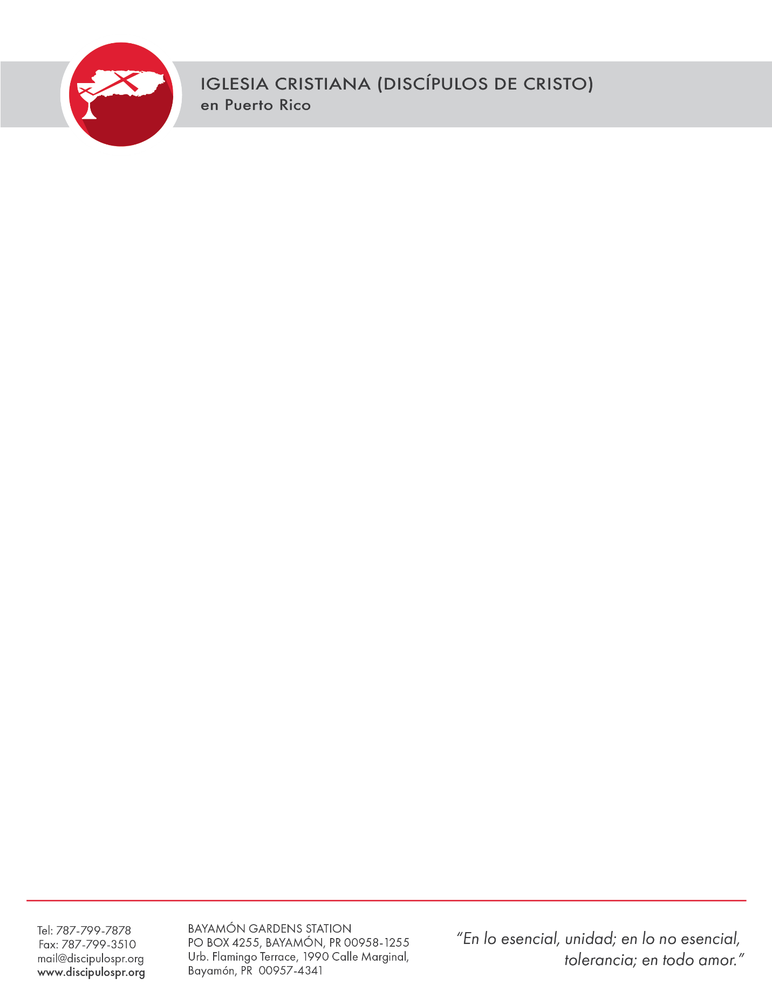 IGLESIA CRISTIANA (DISCÍPULOS DE CRISTO)
en Puerto Rico
Tel: 787-799-7878
Fax: 787-799-3510
mail@discipulospr.org
www.discipulospr.org
BAYAMÓN GARDENS STATION
PO BOX 4255, BAYAMÓN, PR 00958-1255
Urb. Flamingo Terrace, 1990 Calle Marginal,
Bayamón, PR  00957-4341
“En lo esencial, unidad; en lo no esencial,
tolerancia; en todo amor.”